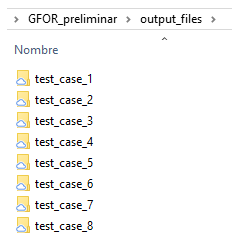 > GFOR_preliminar > output_files >
Nombre
test_case_1
test_case_2
test_case_3
test_case_4
test_case_5
test_case_6
test_case_7
test_case_8